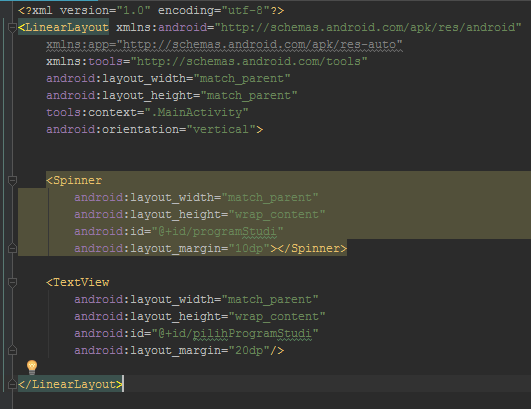 <?xml version="1.0" encoding="utf-8"?>
<LinearLayout xmlns:android="http://schemas.android.com/apk/res/android"
    xmlns:app="http://schemas.android.com/apk/res-auto"
    xmlns:tools="http://schemas.android.com/tools"
    android:layout_width="match_parent"
    android:layout_height="match_parent"
    tools:context=".MainActivity"
    android:orientation="vertical">
    <Spinner
        android:layout_width="match_parent"
        android:layout_height="wrap_content"
        android:id="@+id/programStudi"
        android:layout_margin="10dp"></Spinner>
    <TextView
        android:layout_width="match_parent"
        android:layout_height="wrap_content"
        android:id="@+id/pilihProgramStudi"
        android:layout_margin="20dp"/>
</LinearLayout>